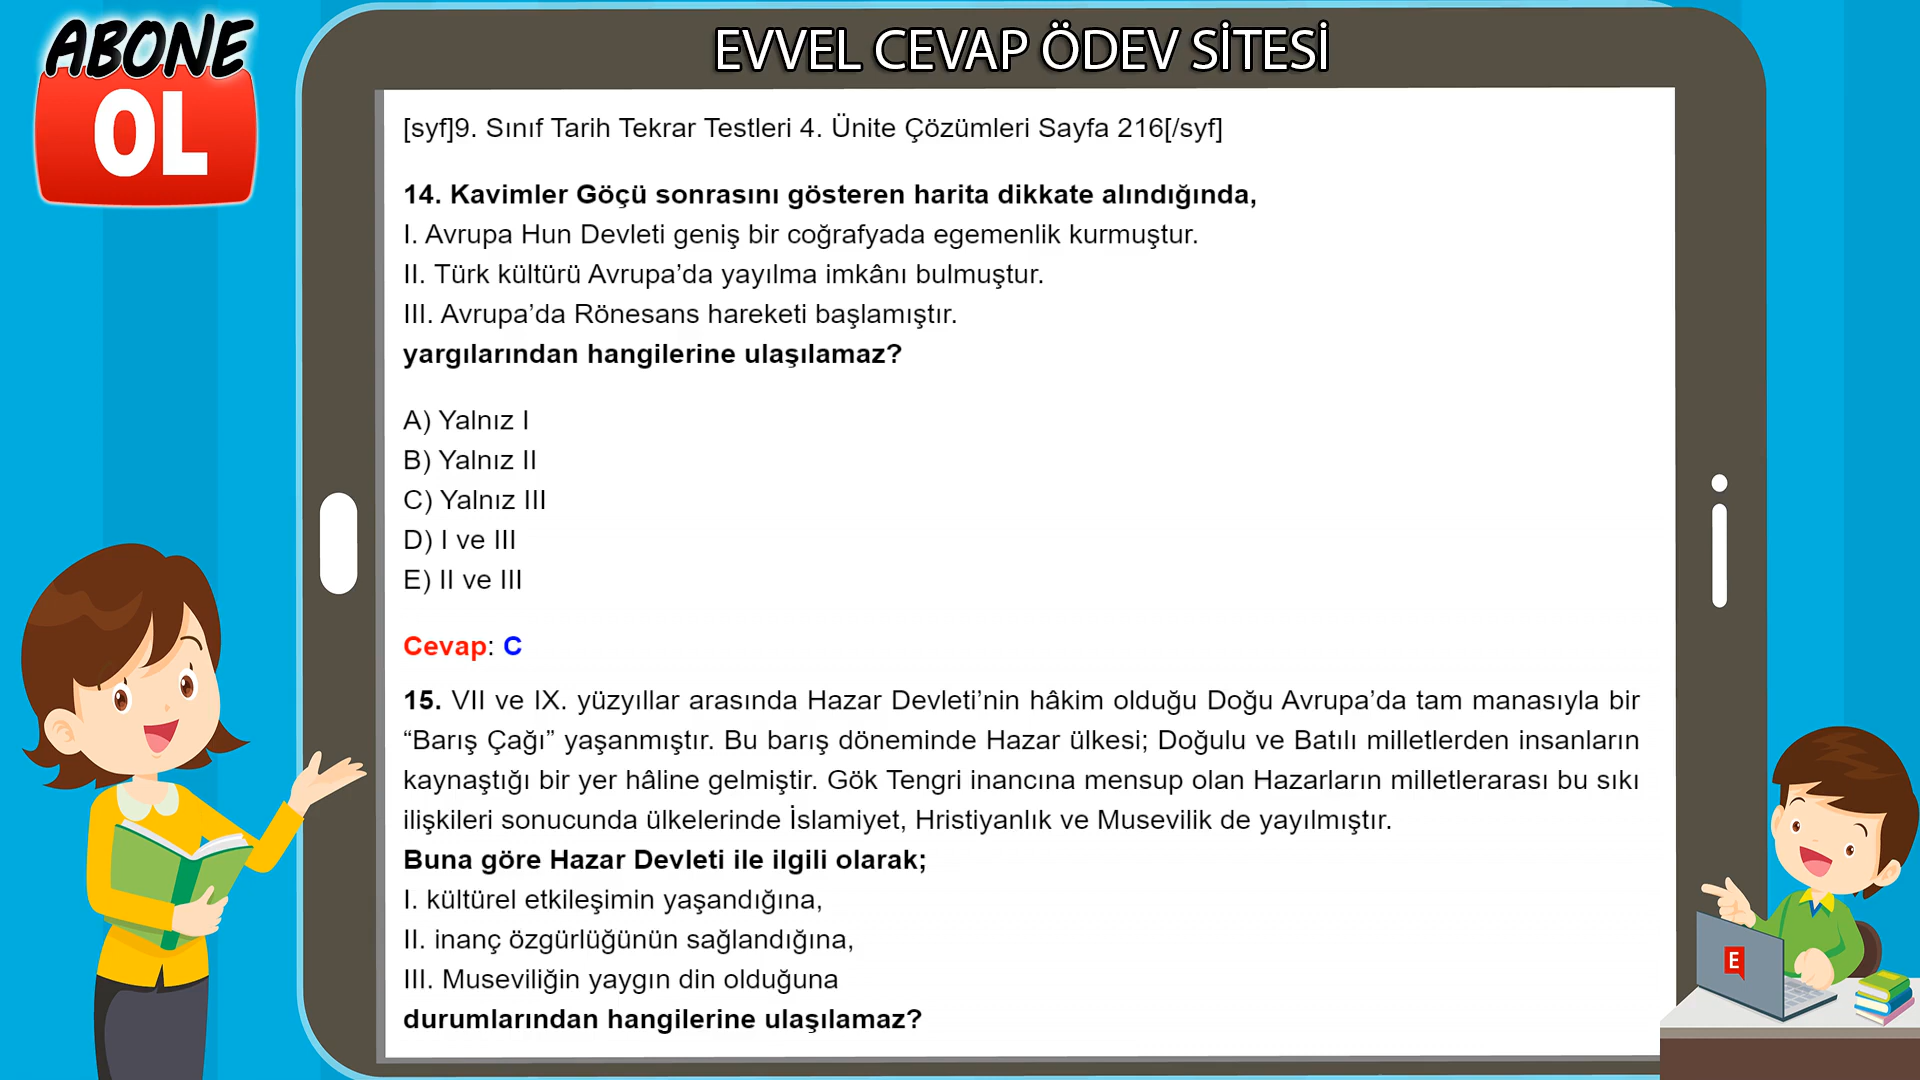 ABONE
OL
EVVEL CEVAP ÖDEV SİTESİ
[syf]9. Sınıf Tarih Tekrar Testleri 4. Ünite Çözümleri Sayfa 216[/syf]
14. Kavimler Göçü sonrasını gösteren harita dikkate alındığında,
I. Avrupa Hun Devleti geniş bir coğrafyada egemenlik kurmuştur.
II. Türk kültürü Avrupa’da yayılma imkânı bulmuştur.
III. Avrupa’da Rönesans hareketi başlamıştır.
yargılarından hangilerine ulaşılamaz?
A) Yalnız I
B) Yalnız II
C) Yalnız III
D) I ve III
E) II ve III
Cevap: C
15. VII ve IX. yüzyıllar arasında Hazar Devleti’nin hâkim olduğu Doğu Avrupa’da tam manasıyla bir
“Barış Çağı” yaşanmıştır. Bu barış döneminde Hazar ülkesi; Doğulu ve Batılı milletlerden insanların
kaynaştığı bir yer hâline gelmiştir. Gök Tengri inancına mensup olan Hazarların milletlerarası bu sıkı
ilişkileri sonucunda ülkelerinde İslamiyet, Hristiyanlık ve Musevilik de yayılmıştır.
Buna göre Hazar Devleti ile ilgili olarak;
I. kültürel etkileşimin yaşandığına,
II. inanç özgürlüğünün sağlandığına,
III. Museviliğin yaygın din olduğuna
durumlarından hangilerine ulaşılamaz?
E